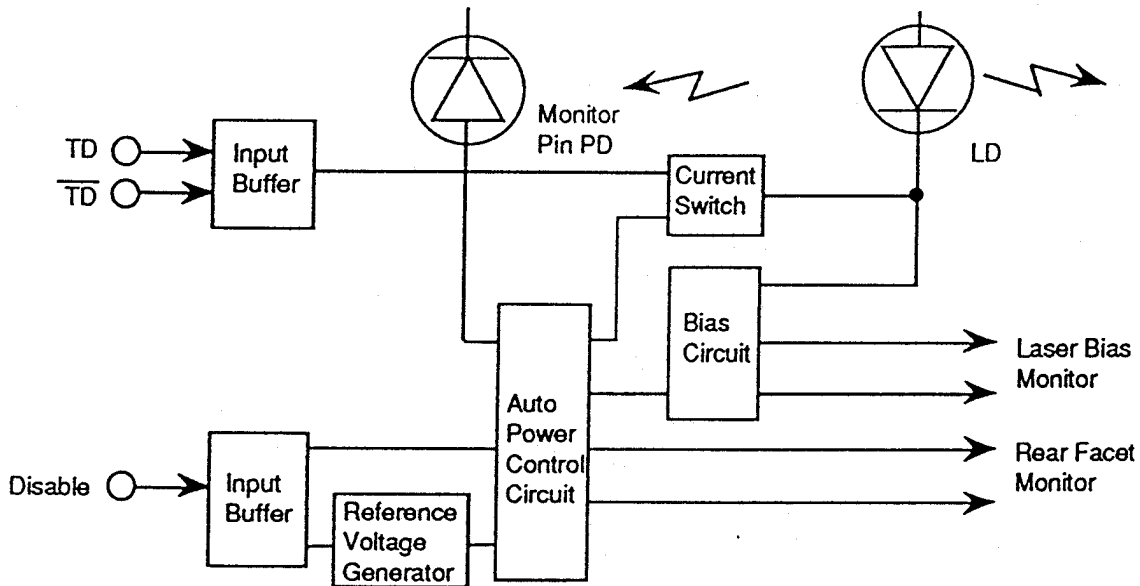 Monitor
Pin PD
LD
TD
T̅D̅
Input
Buffer
Current
Switch
Bias
Circuit
Laser Bias
Monitor
Auto
Power
Control
Circuit
Rear Facet
Monitor
Disable
Input
Buffer
Reference
Voltage
Generator